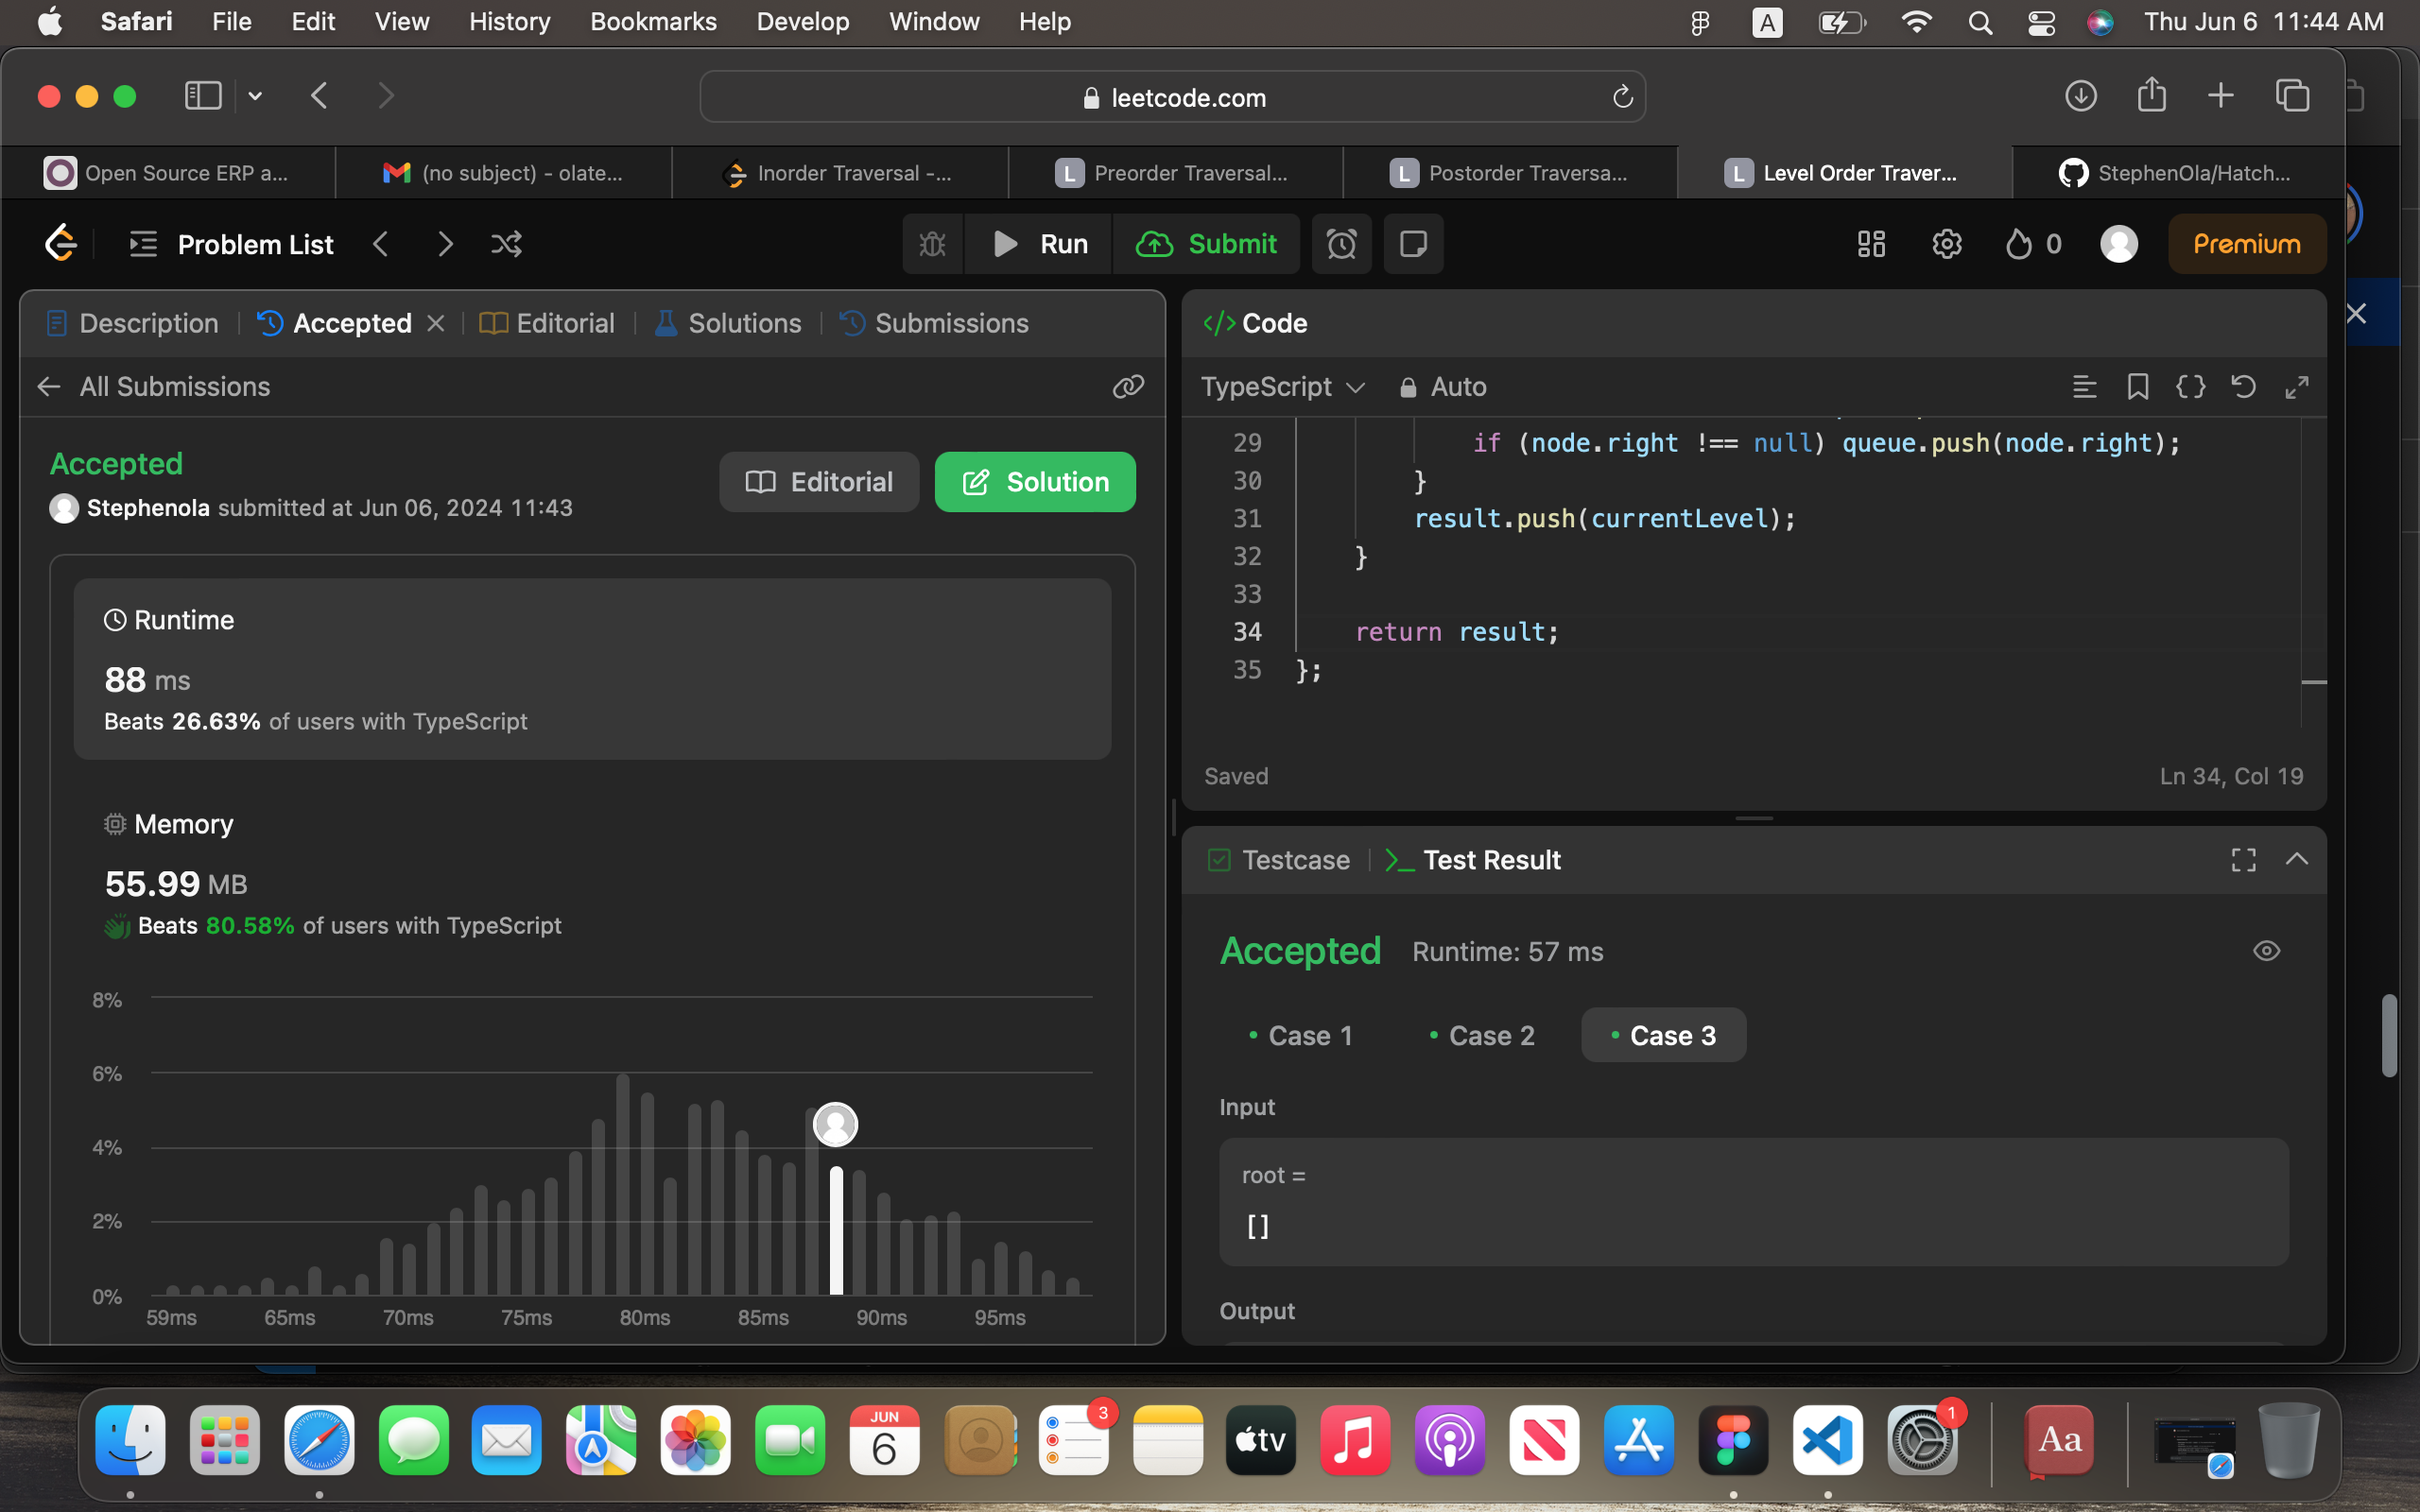 Safari File Edit View History Bookmarks Develop Window Help A Thu Jun 6 11:44 AM
leetcode.com
Open Source ERP a... (no subject) - olate... Inorder Traversal -... L Preorder Traversal... L Postorder Traversa... L Level Order Traver... StephenOla/Hatch...
Problem List Run Submit 0 Premium
Description Accepted Editorial Solutions Submissions
All Submissions
Accepted
Stephenola submitted at Jun 06, 2024 11:43
Editorial Solution
Runtime
88 ms
Beats 26.63% of users with TypeScript
Memory
55.99 MB
Beats 80.58% of users with TypeScript
8%
6%
4%
2%
0%
59ms 65ms 70ms 75ms 80ms 85ms 90ms 95ms
</> Code
TypeScript Auto
29 if (node.right !== null) queue.push(node.right);
30 }
31 result.push(currentLevel);
32 }
33
34 return result;
35 };
Saved Ln 34, Col 19
Testcase >_ Test Result
Accepted Runtime: 57 ms
• Case 1 • Case 2 • Case 3
Input
root =
[]
Output
JUN
6
3
tv
1
Aa